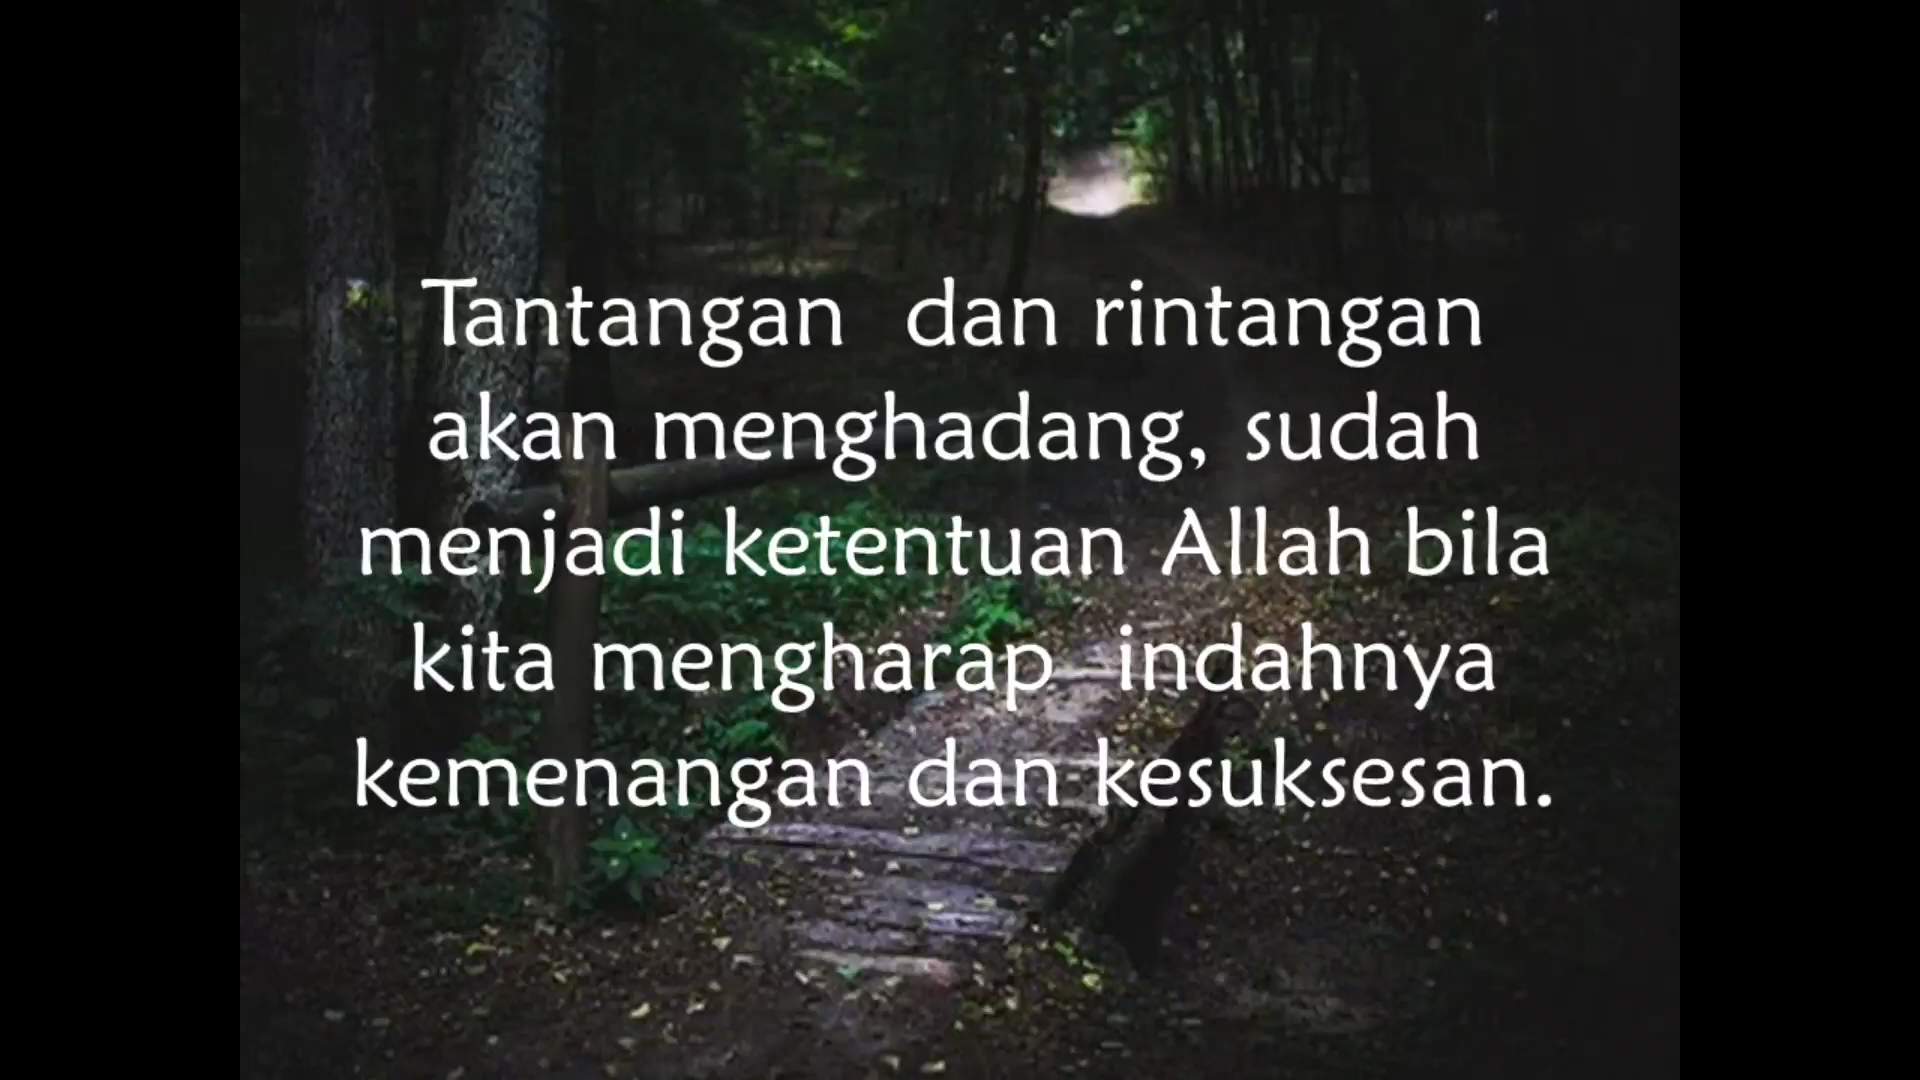 Tantangan dan rintangan
akan menghadang, sudah
menjadi ketentuan Allah bila
kita mengharap indahnya
kemenangan dan kesuksesan.